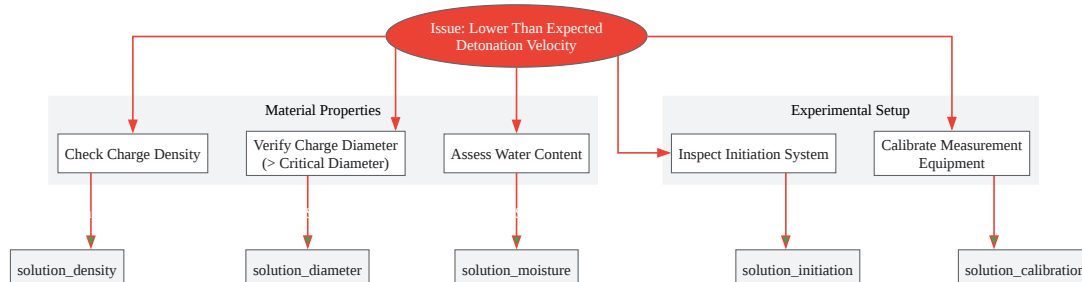 Issue: Lower Than Expected
Detonation Velocity
Material Properties
Experimental Setup
Check Charge Density
Verify Charge Diameter
(> Critical Diameter)
Assess Water Content
Inspect Initiation System
Calibrate Measurement
Equipment
solution_density
solution_diameter
solution_moisture
solution_initiation
solution_calibration